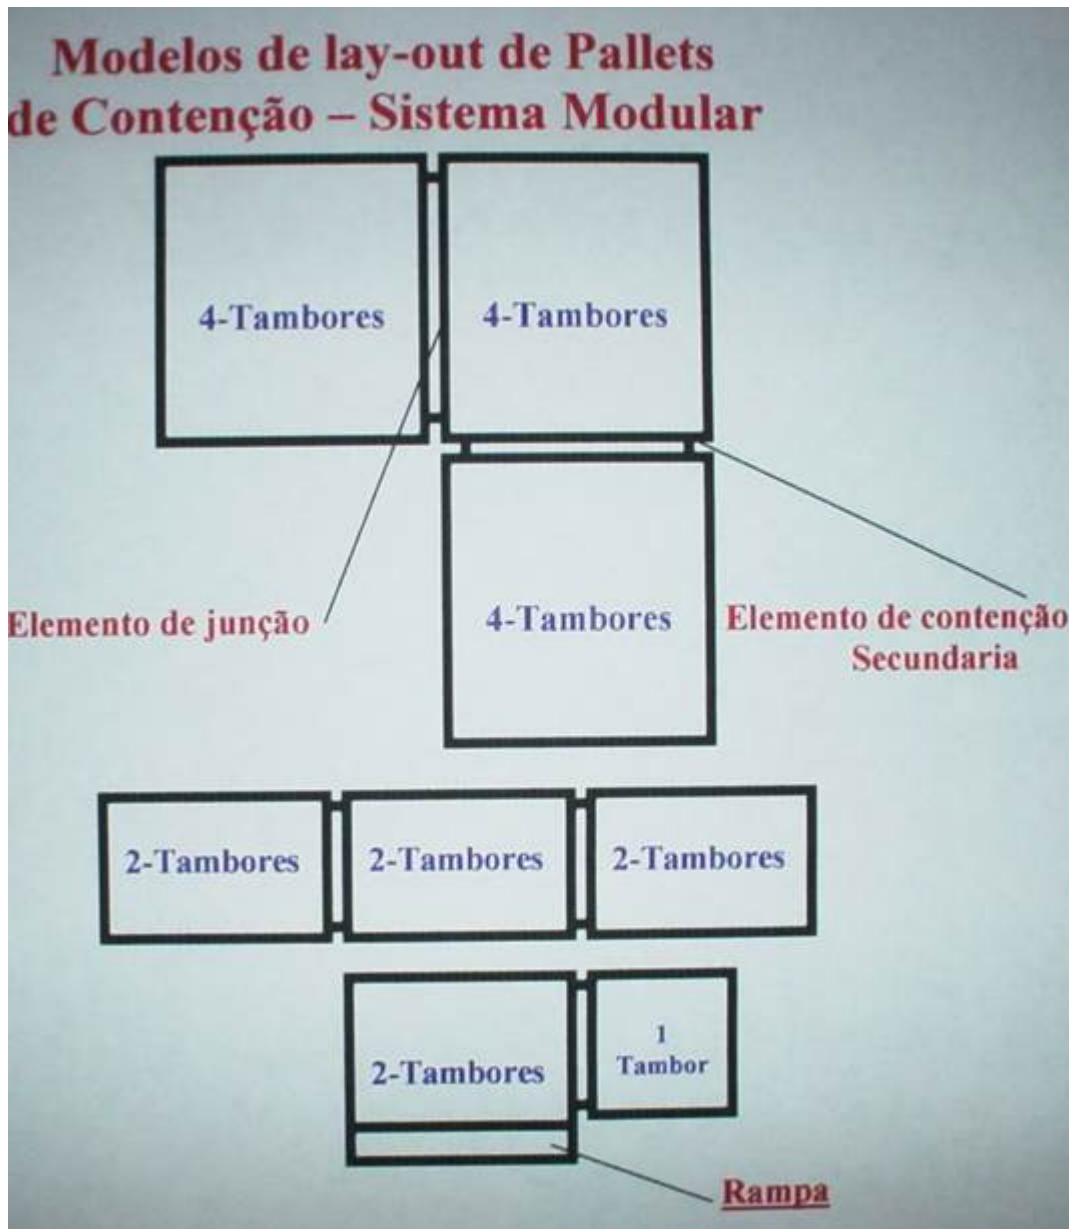 Modelos de lay-out de Pallets
de Contenção – Sistema Modular
4-Tambores
4-Tambores
Elemento de junção
4-Tambores
Elemento de contenção
Secundaria
2-Tambores
2-Tambores
2-Tambores
2-Tambores
1
Tambor
Rampa